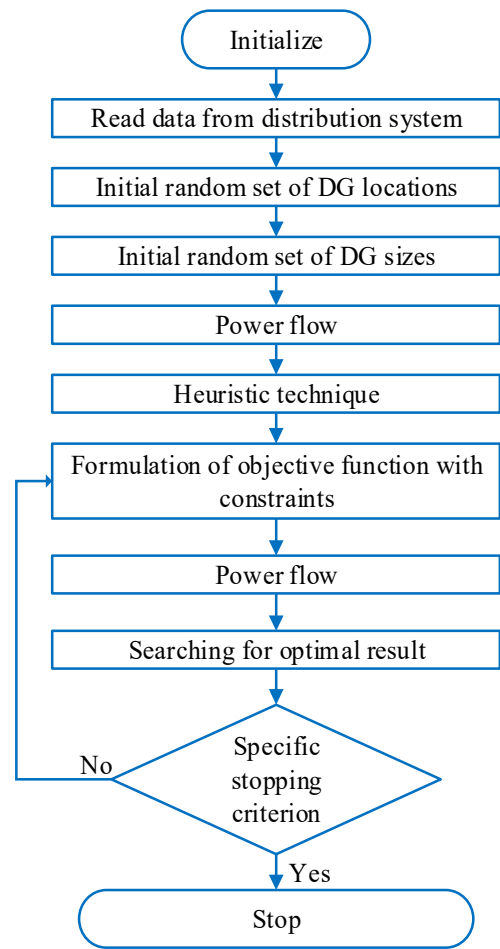 Initialize
Read data from distribution system
Initial random set of DG locations
Initial random set of DG sizes
Power flow
Heuristic technique
Formulation of objective function with
constraints
Power flow
Searching for optimal result
Specific
stopping
criterion
No
Yes
Stop